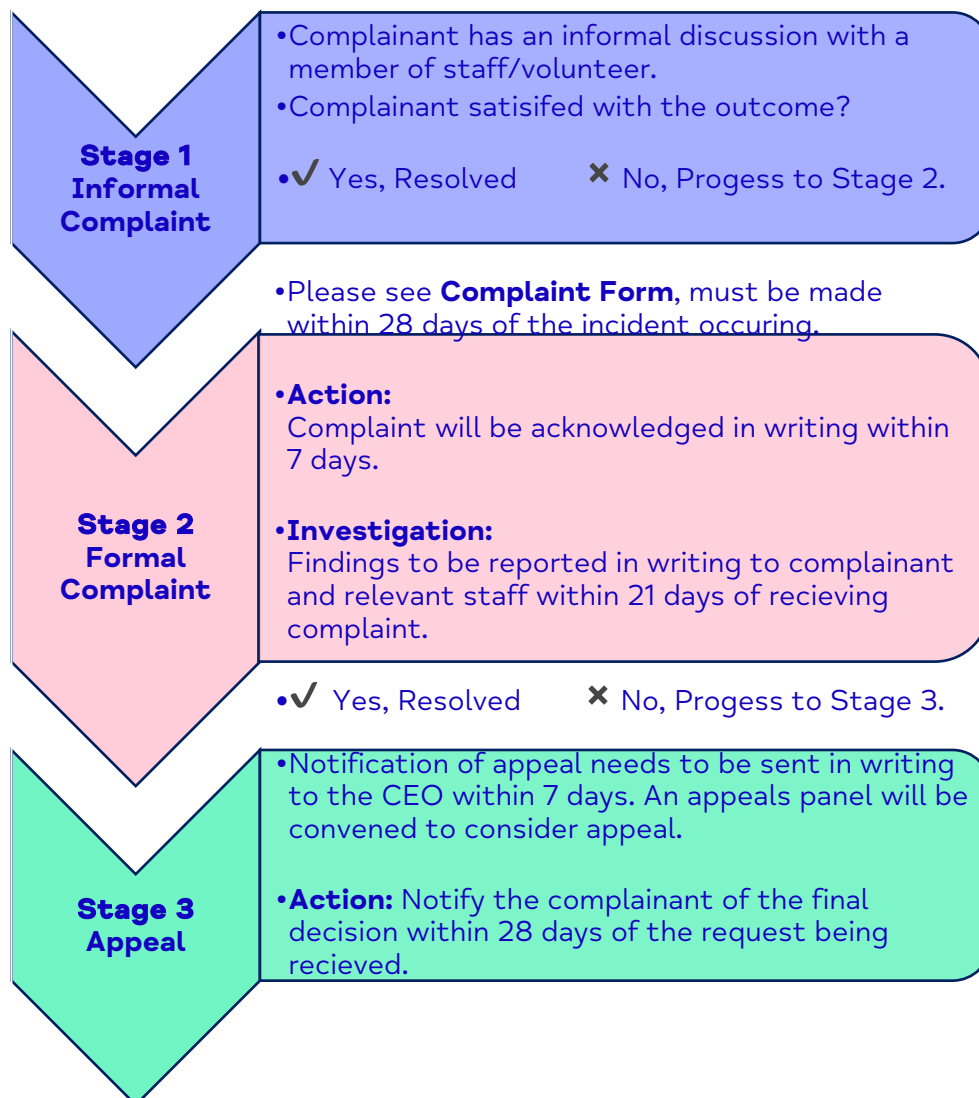 Stage 1
Informal
Complaint
•Complainant has an informal discussion with a
member of staff/volunteer.
•Complainant satisifed with the outcome?
•✔ Yes, Resolved ✖ No, Progess to Stage 2.
Stage 2
Formal
Complaint
•Please see Complaint Form, must be made
within 28 days of the incident occuring.
•Action:
Complaint will be acknowledged in writing within
7 days.
•Investigation:
Findings to be reported in writing to complainant
and relevant staff within 21 days of recieving
complaint.
•✔ Yes, Resolved ✖ No, Progess to Stage 3.
Stage 3
Appeal
•Notification of appeal needs to be sent in writing
to the CEO within 7 days. An appeals panel will be
convened to consider appeal.
•Action: Notify the complainant of the final
decision within 28 days of the request being
recieved.